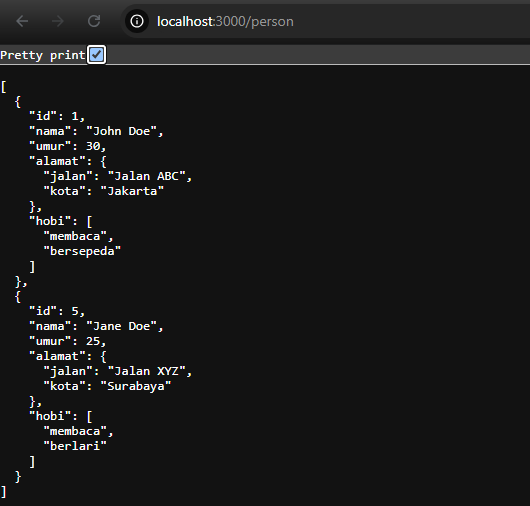 localhost:3000/person
Pretty print
[
  {
    "id": 1,
    "nama": "John Doe",
    "umur": 30,
    "alamat": {
      "jalan": "Jalan ABC",
      "kota": "Jakarta"
    },
    "hobi": [
      "membaca",
      "bersepeda"
    ]
  },
  {
    "id": 5,
    "nama": "Jane Doe",
    "umur": 25,
    "alamat": {
      "jalan": "Jalan XYZ",
      "kota": "Surabaya"
    },
    "hobi": [
      "membaca",
      "berlari"
    ]
  }
]